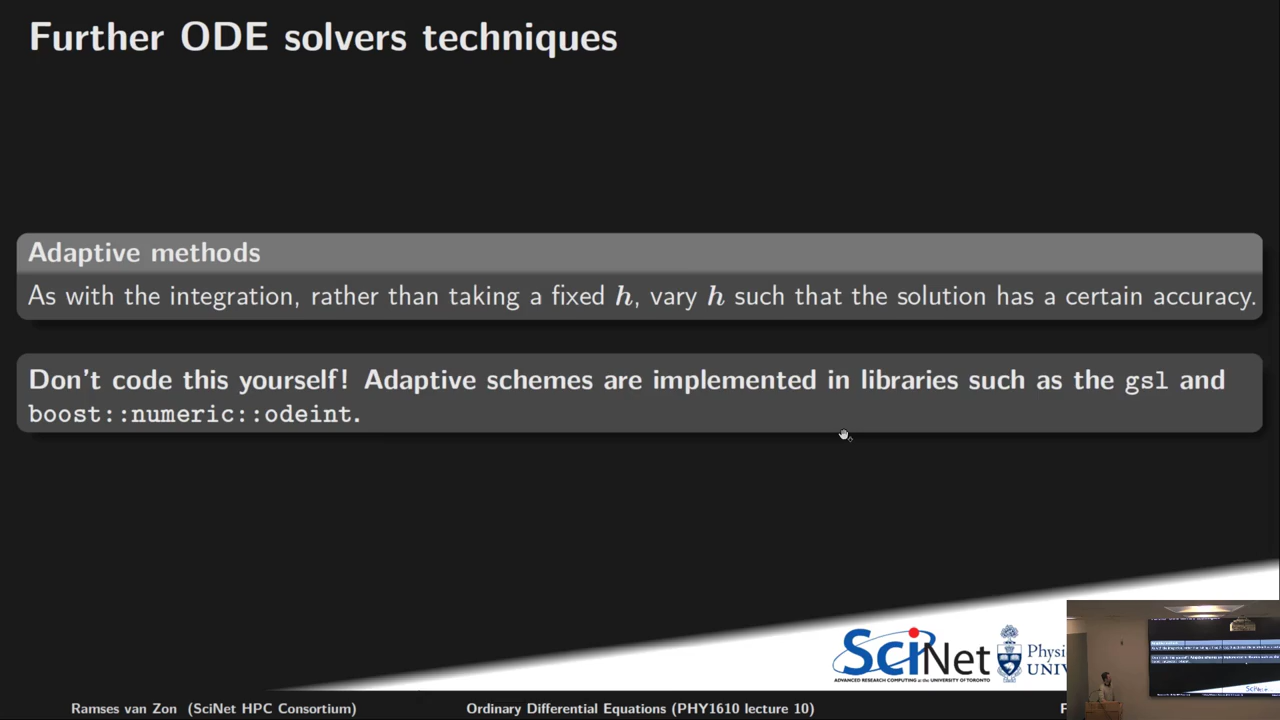 Further ODE solvers techniques
Adaptive methods
As with the integration, rather than taking a fixed h, vary h such that the solution has a certain accuracy.
Don't code this yourself! Adaptive schemes are implemented in libraries such as the gsl and
boost::numeric::odeint.
SciNet
ADVANCED RESEARCH COMPUTING at the UNIVERSITY OF TORONTO
Physi
UNIV
Ramses van Zon (SciNet HPC Consortium)
Ordinary Differential Equations (PHY1610 lecture 10)
F